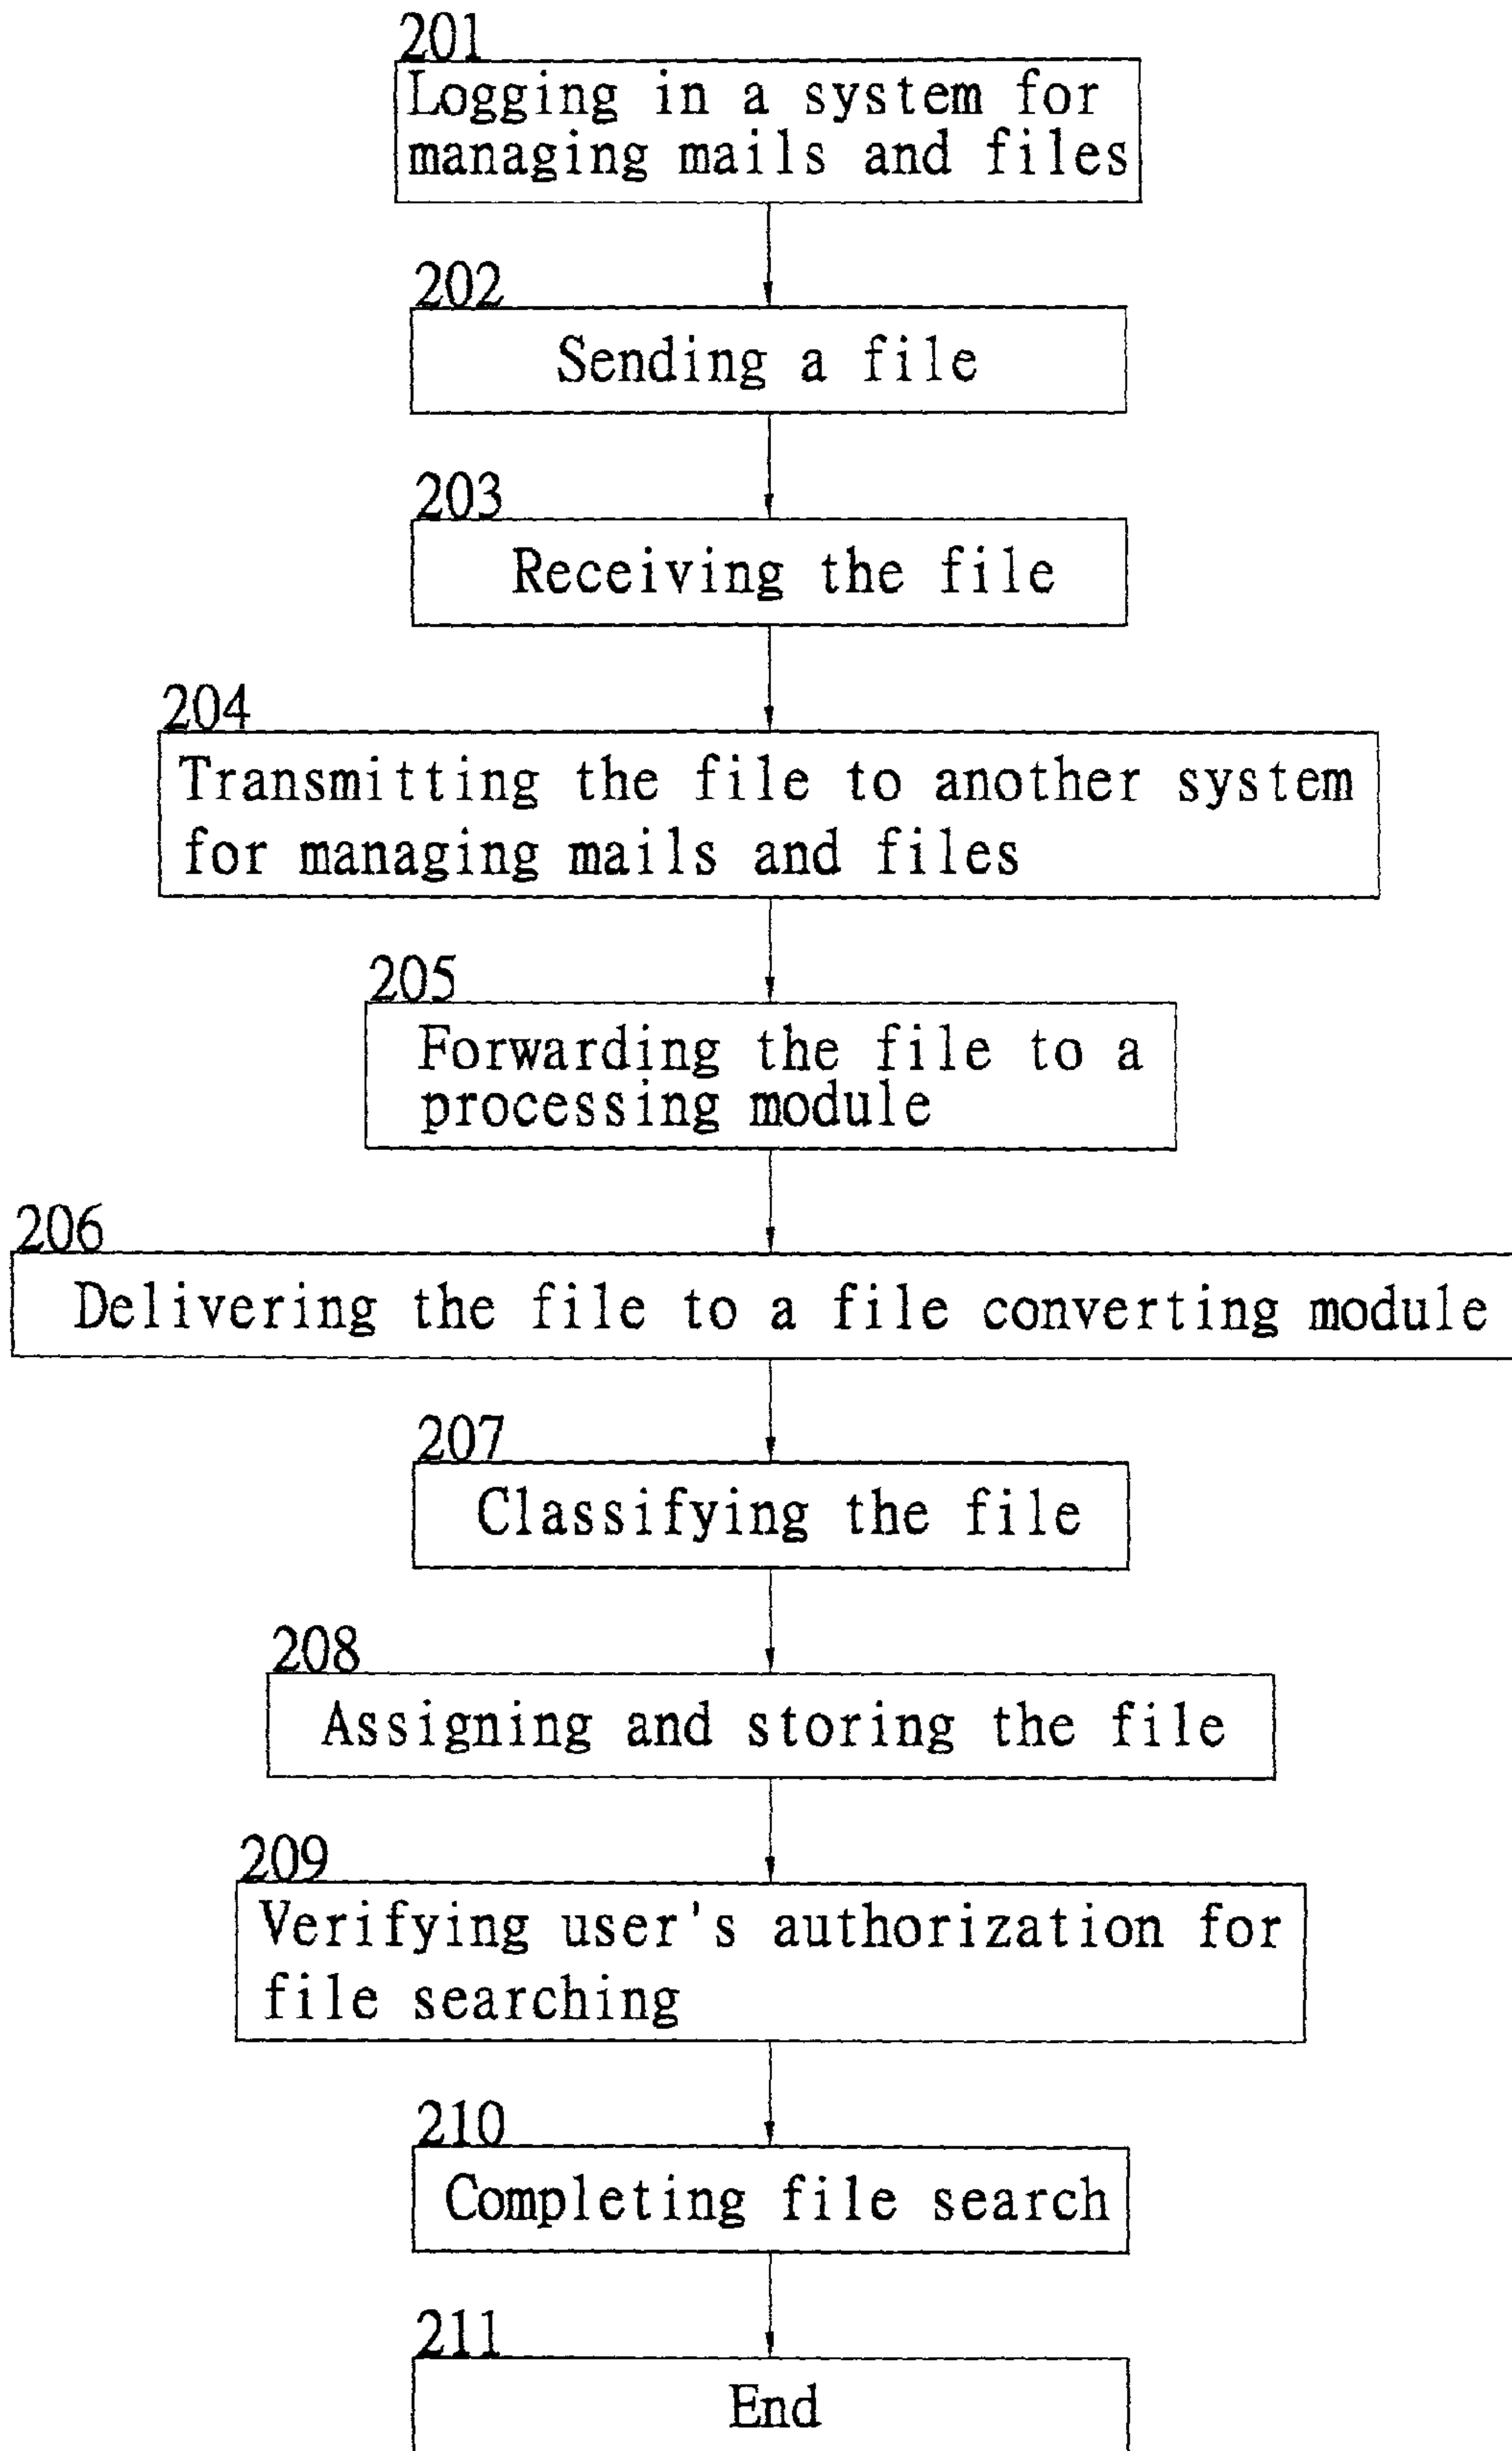 201
Logging in a system for
managing mails and files
202
Sending a file
203
Receiving the file
204
Transmitting the file to another system
for managing mails and files
205
Forwarding the file to a
processing module
206
Delivering the file to a file converting module
207
Classifying the file
208
Assigning and storing the file
209
Verifying user's authorization for
file searching
210
Completing file search
211
End